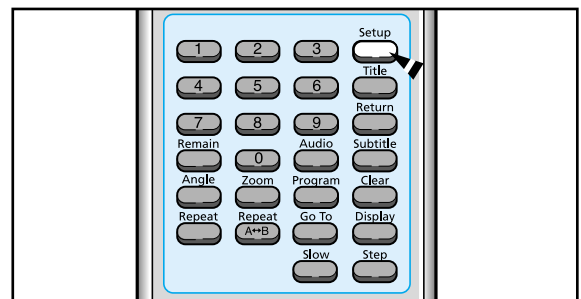 Setup
1 2 3
Title
4 5 6
Return
7 8 9
Remain Audio Subtitle
0
Angle Zoom Program Clear
Repeat Repeat Go To Display
A↔B
Slow Step